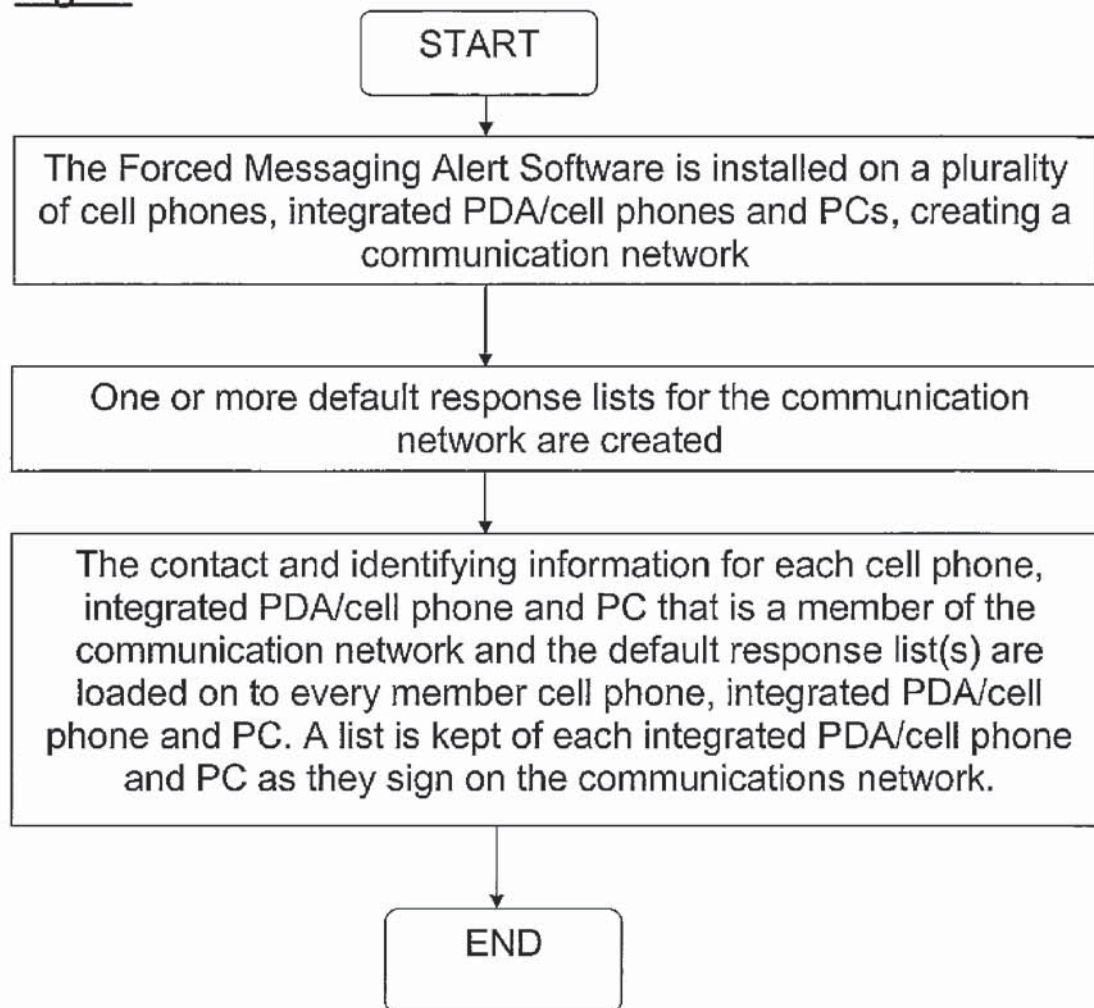 START
The Forced Messaging Alert Software is installed on a plurality
of cell phones, integrated PDA/cell phones and PCs, creating a
communication network
One or more default response lists for the communication
network are created
The contact and identifying information for each cell phone,
integrated PDA/cell phone and PC that is a member of the
communication network and the default response list(s) are
loaded on to every member cell phone, integrated PDA/cell
phone and PC. A list is kept of each integrated PDA/cell phone
and PC as they sign on the communications network.
END